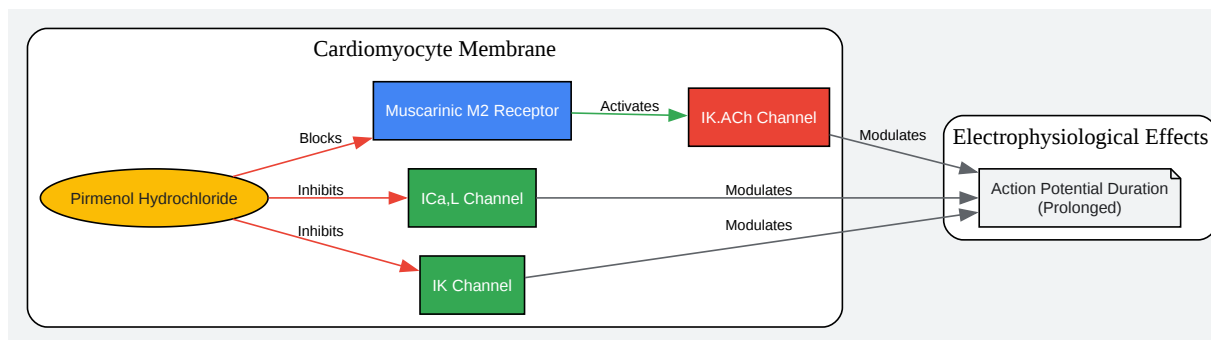 Cardiomyocyte Membrane
Muscarinic M2 Receptor
Activates
IK.ACh Channel
Blocks
Modulates
Electrophysiological Effects
Pirmenol Hydrochloride
Inhibits
ICa,L Channel
Modulates
Action Potential Duration
(Prolonged)
Inhibits
IK Channel
Modulates